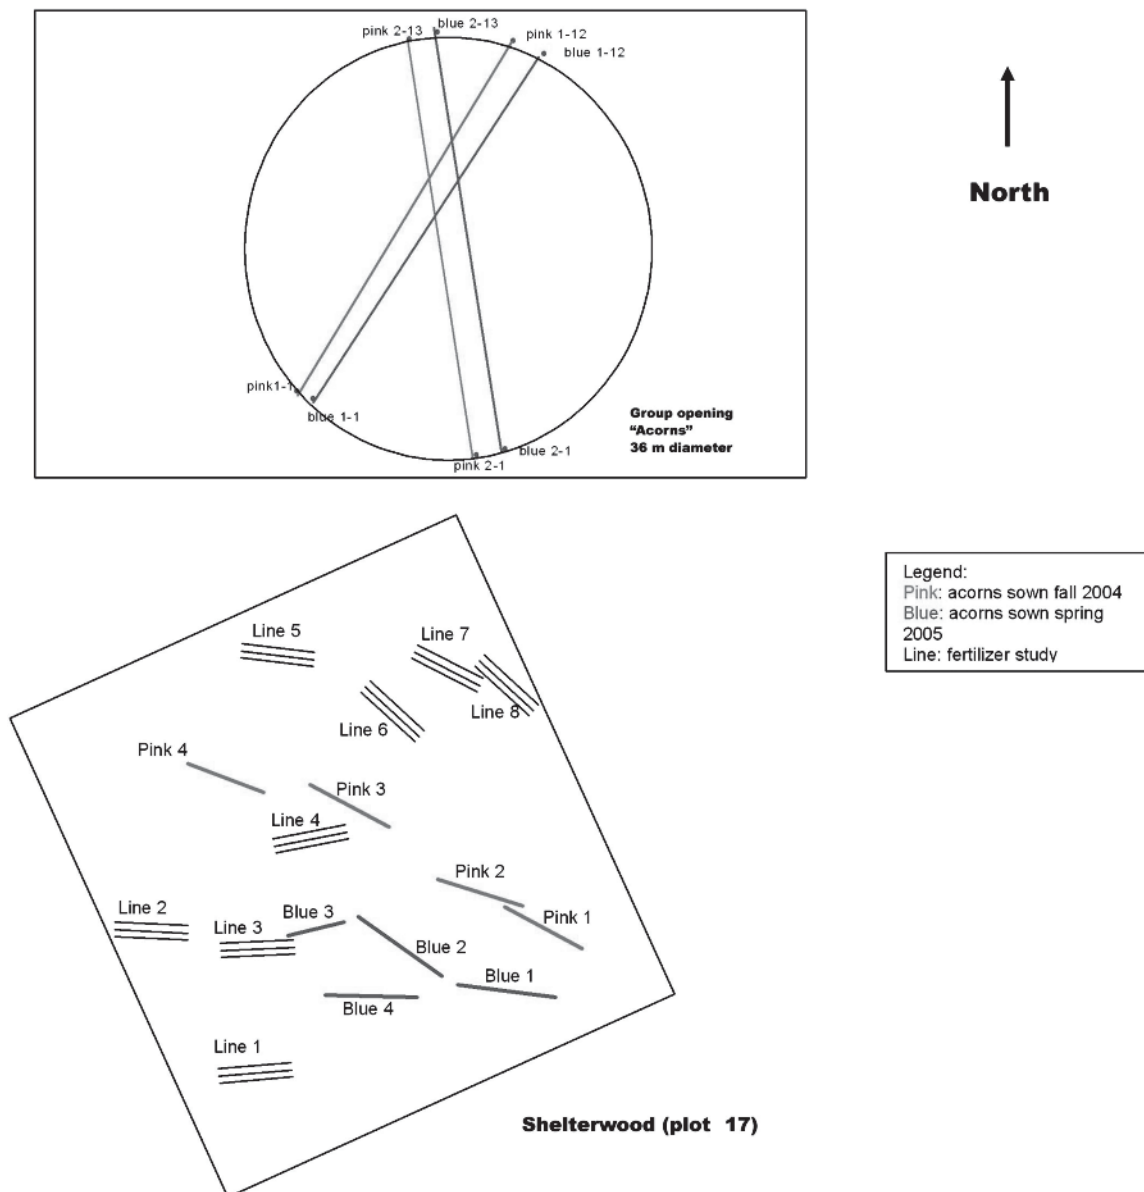 blue 2-13
pink 2-13
pink 1-12
blue 1-12
North
pink1-1
blue 1-1
Group opening
“Acorns”
36 m diameter
blue 2-1
pink 2-1
Legend:
Pink: acorns sown fall 2004
Blue: acorns sown spring
2005
Line: fertilizer study
Line 5
Line 7
Line 8
Line 6
Pink 4
Pink 3
Line 4
Pink 2
Line 2
Blue 3
Pink 1
Line 3
Blue 2
Blue 1
Blue 4
Line 1
Shelterwood (plot 17)